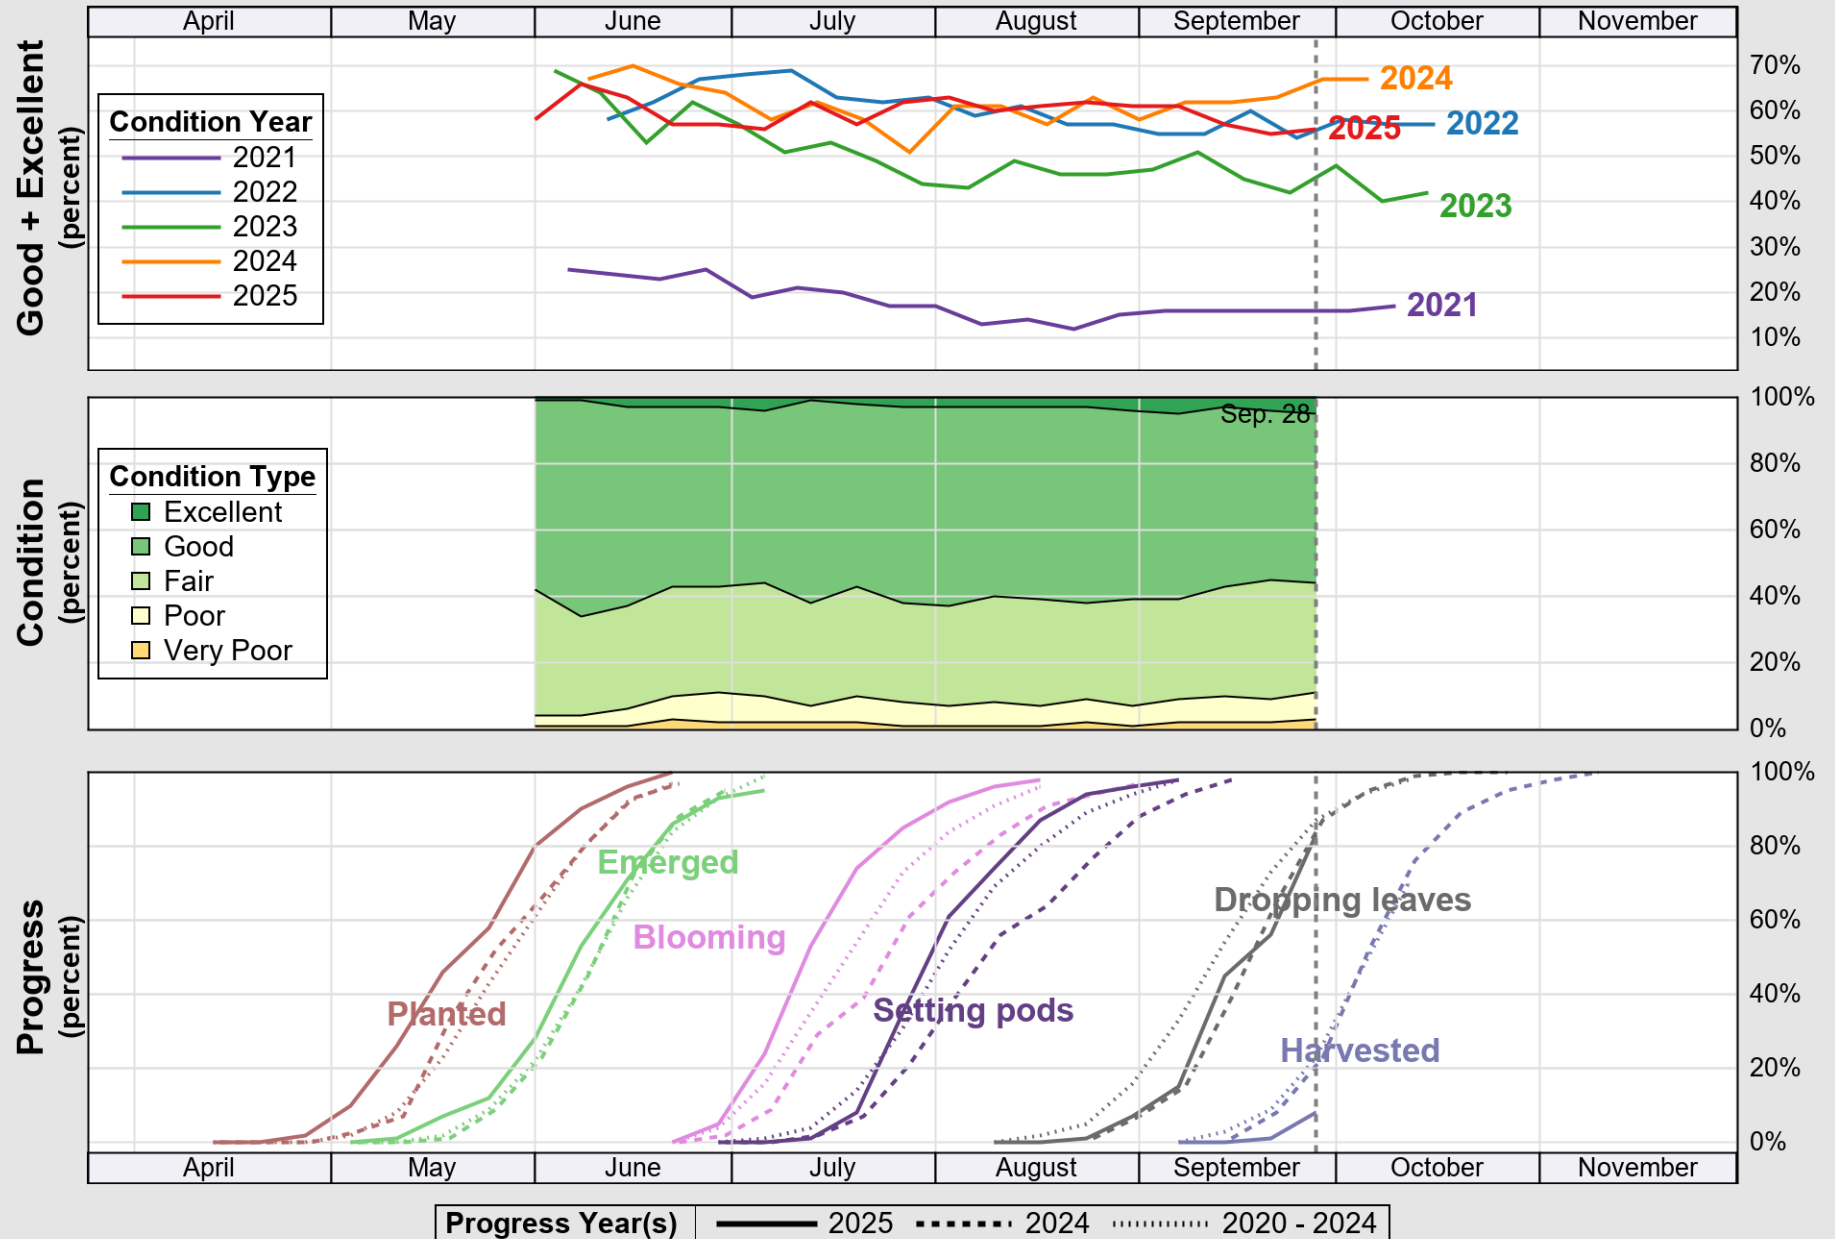 April May June July August September October November
Good + Excellent
(percent)
Condition Year
2021
2022
2023
2024
2025
2024
2022
2025
2023
2021
70%
60%
50%
40%
30%
20%
10%
Condition
(percent)
Condition Type
Excellent
Good
Fair
Poor
Very Poor
Sep. 28
100%
80%
60%
40%
20%
0%
Progress
(percent)
Planted
Emerged
Blooming
Setting pods
Dropping leaves
Harvested
100%
80%
60%
40%
20%
0%
April May June July August September October November
Progress Year(s) 2025 2024 2020 - 2024